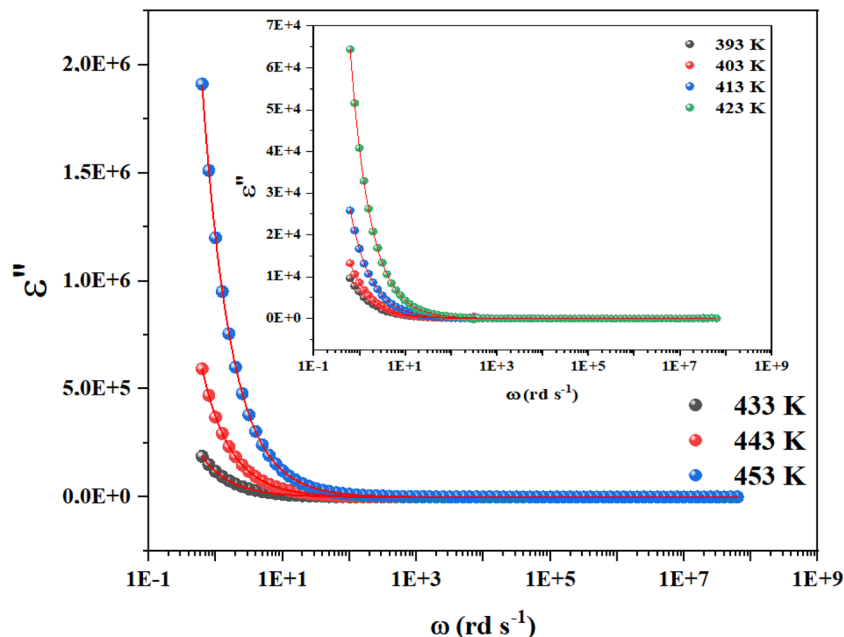 7E+4
6E+4
5E+4
4E+4
3E+4
2E+4
1E+4
0E+0
ε"
393 K
403 K
413 K
423 K
1E-1 1E+1 1E+3 1E+5 1E+7 1E+9
ω (rd s-1)
2.0E+6
1.5E+6
1.0E+6
5.0E+5
0.0E+0
ε"
433 K
443 K
453 K
1E-1 1E+1 1E+3 1E+5 1E+7 1E+9
ω (rd s-1)